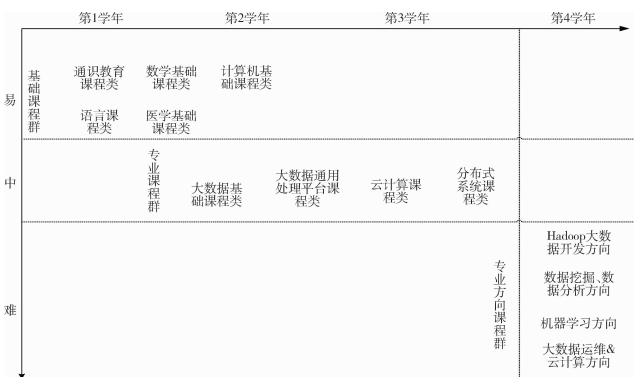 第1学年
第2学年
第3学年
第4学年
易
基础课程群
通识教育
课程类
数学基础
课程类
计算机基
础课程类
语言课
程类
医学基础
课程类
中
专业课程群
大数据基
础课程类
大数据通用
处理平台课
程类
云计算课
程类
分布式
系统课
程类
难
专业方向课程群
Hadoop大数
据开发方向
数据挖掘、数
据分析方向
机器学习方向
大数据运维&
云计算方向